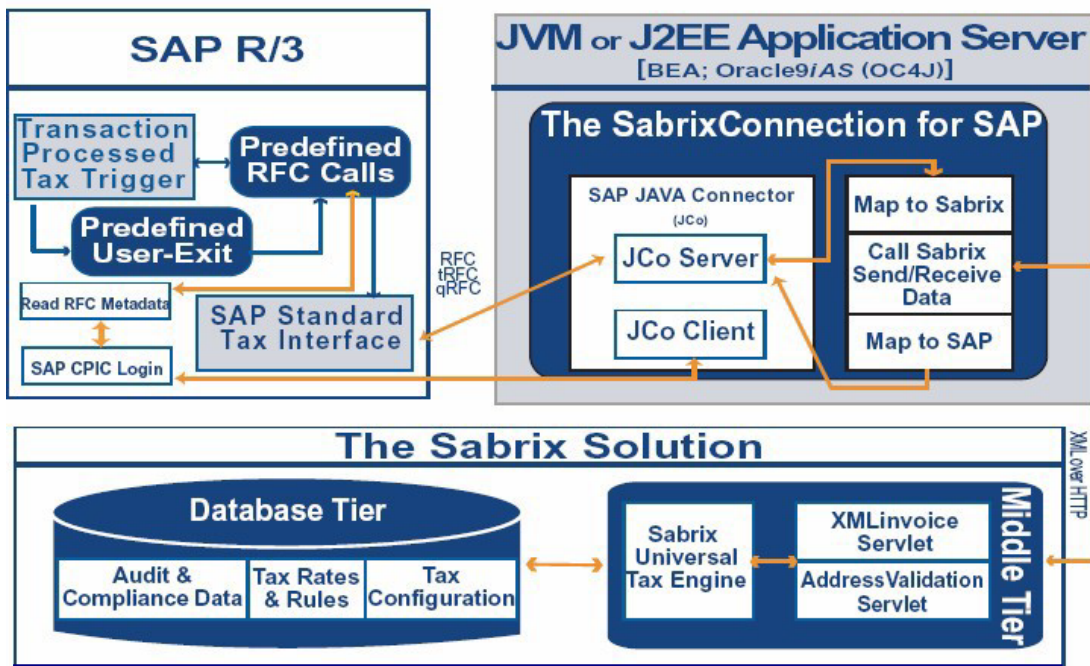 SAP R/3
Transaction
Processed
Tax Trigger
Predefined
RFC Calls
Predefined
User-Exit
Read RFC Metadata
SAP CPIC Login
SAP Standard
Tax Interface
RFC
tRFC
qRFC
JVM or J2EE Application Server
[BEA; Oracle9iAS (OC4J)]
The SabrixConnection for SAP
SAP JAVA Connector
(JCo)
JCo Server
JCo Client
Map to Sabrix
Call Sabrix
Send/Receive
Data
Map to SAP
XML over HTTP
The Sabrix Solution
Database Tier
Audit &
Compliance Data
Tax Rates
& Rules
Tax
Configuration
Sabrix
Universal
Tax Engine
XMLinvoice
Servlet
AddressValidation
Servlet
Middle Tier